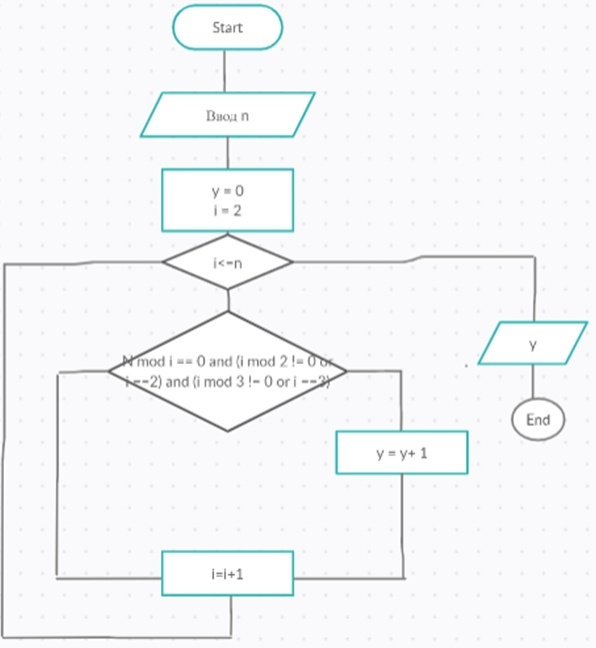 Start
Ввод n
y = 0
i = 2
i<=n
N mod i == 0 and (i mod 2 != 0 or
i ==2) and (i mod 3 != 0 or i ==3)
y
End
y = y+ 1
i=i+1